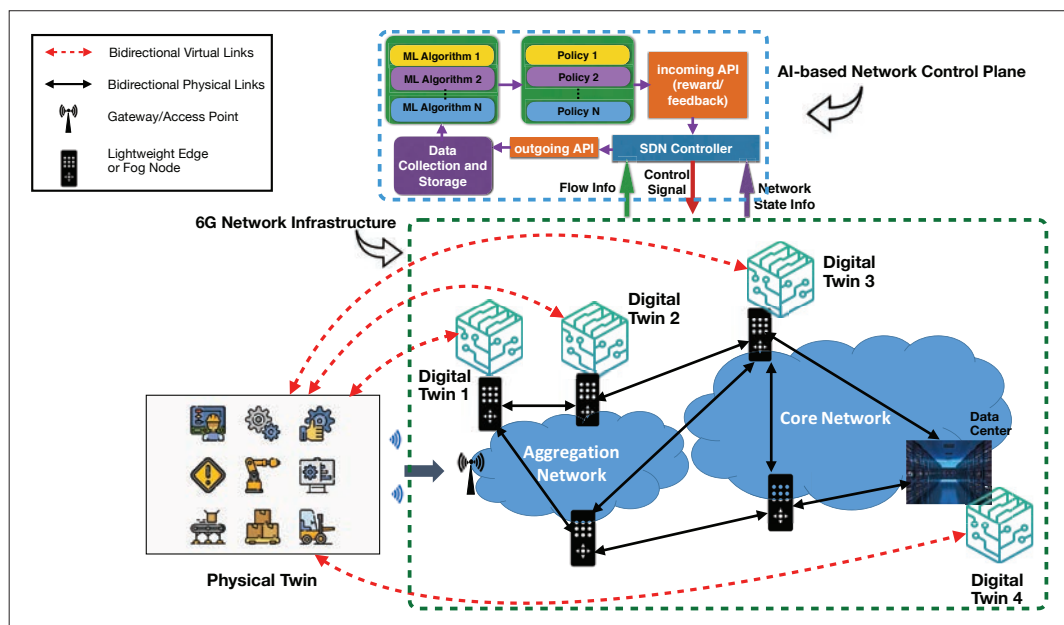 Bidirectional Virtual Links
Bidirectional Physical Links
Gateway/Access Point
Lightweight Edge
or Fog Node
ML Algorithm 1
ML Algorithm 2
ML Algorithm N
Policy 1
Policy 2
Policy N
incoming API
(reward/
feedback)
AI-based Network Control Plane
Data
Collection and
Storage
outgoing API
SDN Controller
Flow Info
Control
Signal
Network
State Info
6G Network Infrastructure
Digital
Twin 1
Digital
Twin 2
Digital
Twin 3
Aggregation
Network
Core Network
Data
Center
Physical Twin
Digital
Twin 4